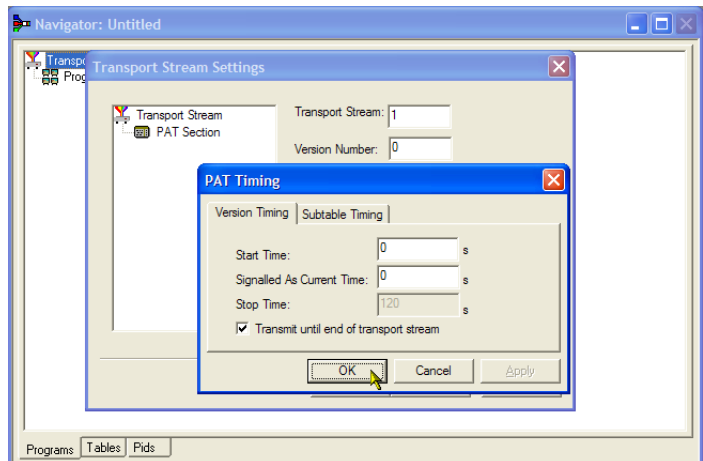 Navigator: Untitled
Transport Stream Settings
Transport Stream
PAT Section
Transport Stream: 1
Version Number: 0
PAT Timing
Version Timing Subtable Timing
Start Time: 0 s
Signalled As Current Time: 0 s
Stop Time: 120 s
Transmit until end of transport stream
OK Cancel Apply
Programs Tables Pids